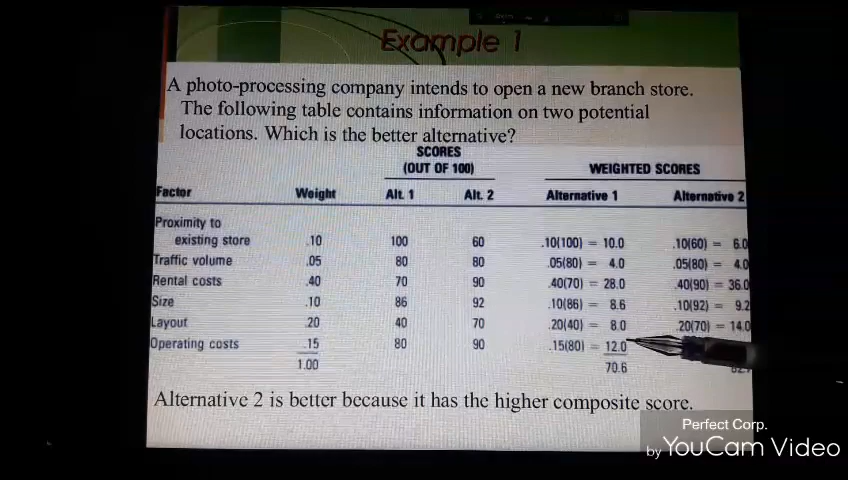 Example 1
A photo-processing company intends to open a new branch store.
The following table contains information on two potential
locations. Which is the better alternative?
SCORES
(OUT OF 100) WEIGHTED SCORES
Factor Weight Alt. 1 Alt. 2 Alternative 1 Alternative 2
Proximity to
existing store .10 100 60 .10(100) = 10.0 .10(60) = 6.0
Traffic volume .05 80 80 .05(80) = 4.0 .05(80) = 4.0
Rental costs .40 70 90 .40(70) = 28.0 .40(90) = 36.0
Size .10 86 92 .10(86) = 8.6 .10(92) = 9.2
Layout .20 40 70 .20(40) = 8.0 .20(70) = 14.0
Operating costs .15 80 90 .15(80) = 12.0
1.00 70.6
Alternative 2 is better because it has the higher composite score.
Perfect Corp.
by YouCam Video